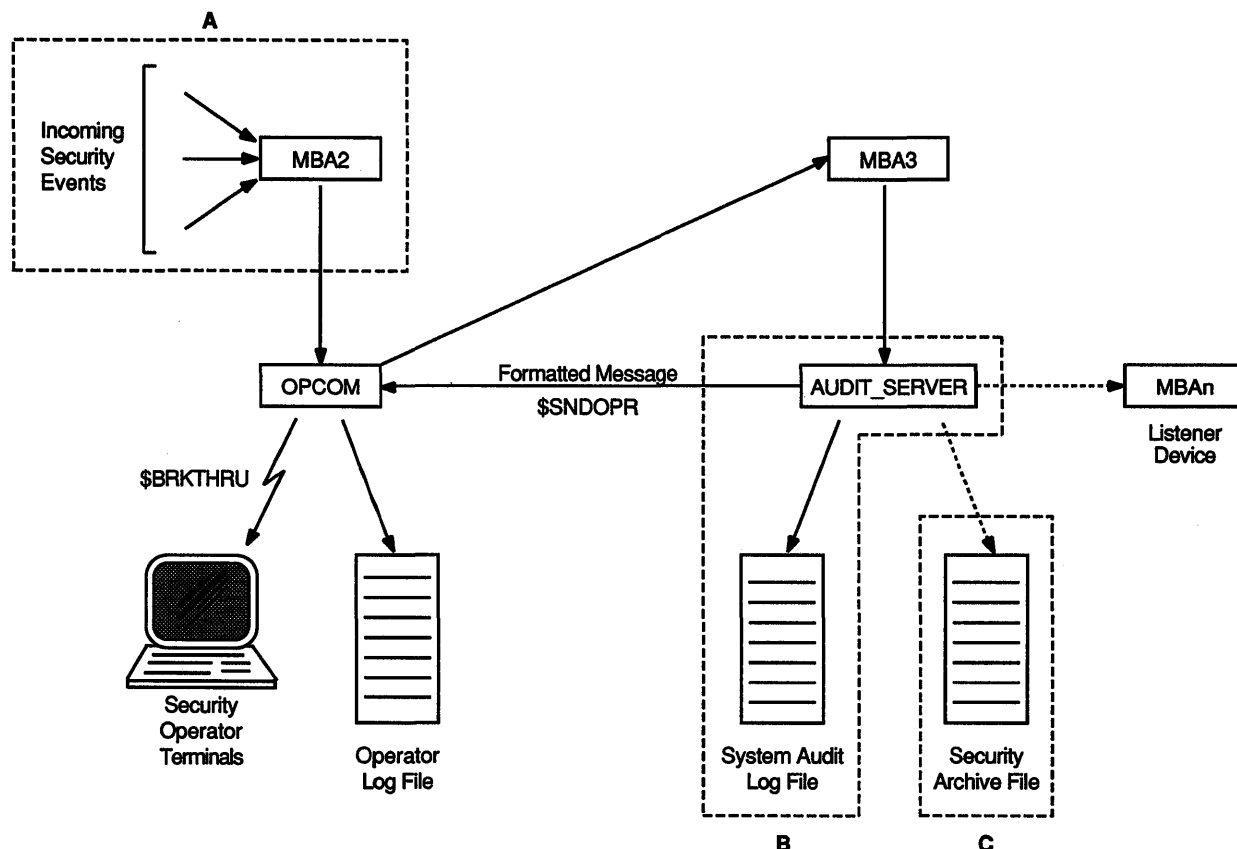 A
Incoming
Security
Events
MBA2
MBA3
OPCOM
Formatted Message
$SNDOPR
AUDIT_SERVER
MBAn
Listener
Device
$BRKTHRU
Security
Operator
Terminals
Operator
Log File
System Audit
Log File
Security
Archive File
B
C